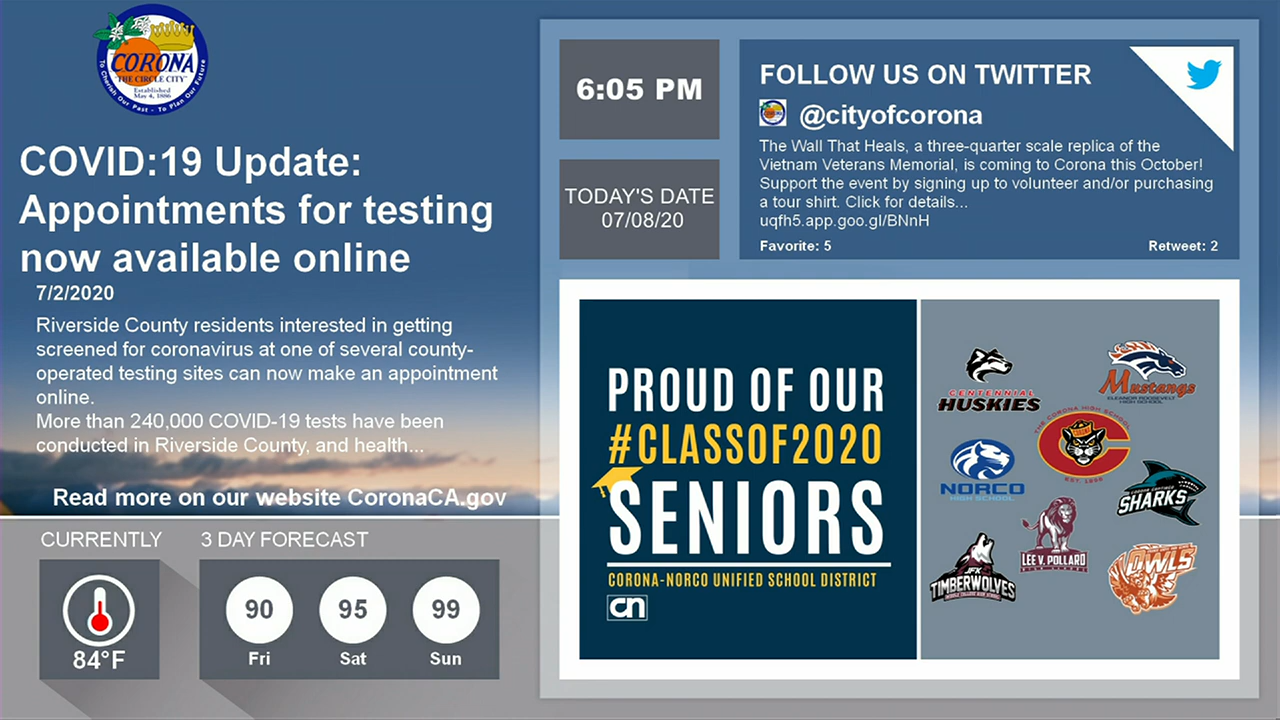 CORONA
"THE CIRCLE CITY"
Established
May 4, 1886
To Cherish Our Past - To Plan Our Future
COVID:19 Update:
Appointments for testing
now available online
7/2/2020
Riverside County residents interested in getting
screened for coronavirus at one of several county-
operated testing sites can now make an appointment
online.
More than 240,000 COVID-19 tests have been
conducted in Riverside County, and health...
Read more on our website CoronaCA.gov
CURRENTLY
84°F
3 DAY FORECAST
90
95
99
Fri
Sat
Sun
6:05 PM
TODAY'S DATE
07/08/20
FOLLOW US ON TWITTER
@cityofcorona
The Wall That Heals, a three-quarter scale replica of the
Vietnam Veterans Memorial, is coming to Corona this October!
Support the event by signing up to volunteer and/or purchasing
a tour shirt. Click for details...
uqfh5.app.goo.gl/BNnH
Favorite: 5
Retweet: 2
PROUD OF OUR
#CLASSOF2020
SENIORS
CORONA-NORCO UNIFIED SCHOOL DISTRICT
cn
CENTENNIAL
HUSKIES
Mustangs
ELEANOR ROOSEVELT
HIGH SCHOOL
THE CORONA HIGH SCHOOL
C
EST. 1896
NORCO
HIGH SCHOOL
SHARKS
LEE V. POLLARD
HIGH SCHOOL
JFK
TIMBERWOLVES
MIDDLE COLLEGE HIGH SCHOOL
OWLS